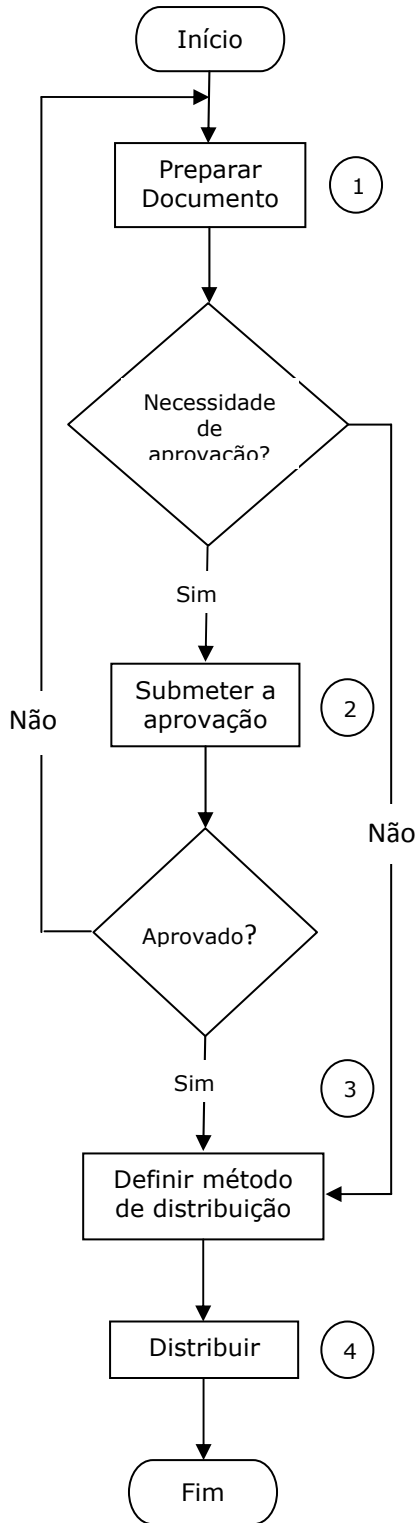 Início
Preparar
Documento
1
Necessidade
de
aprovação?
Sim
Submeter a
aprovação
2
Não
Não
Aprovado?
Sim
3
Definir método
de distribuição
Distribuir
4
Fim